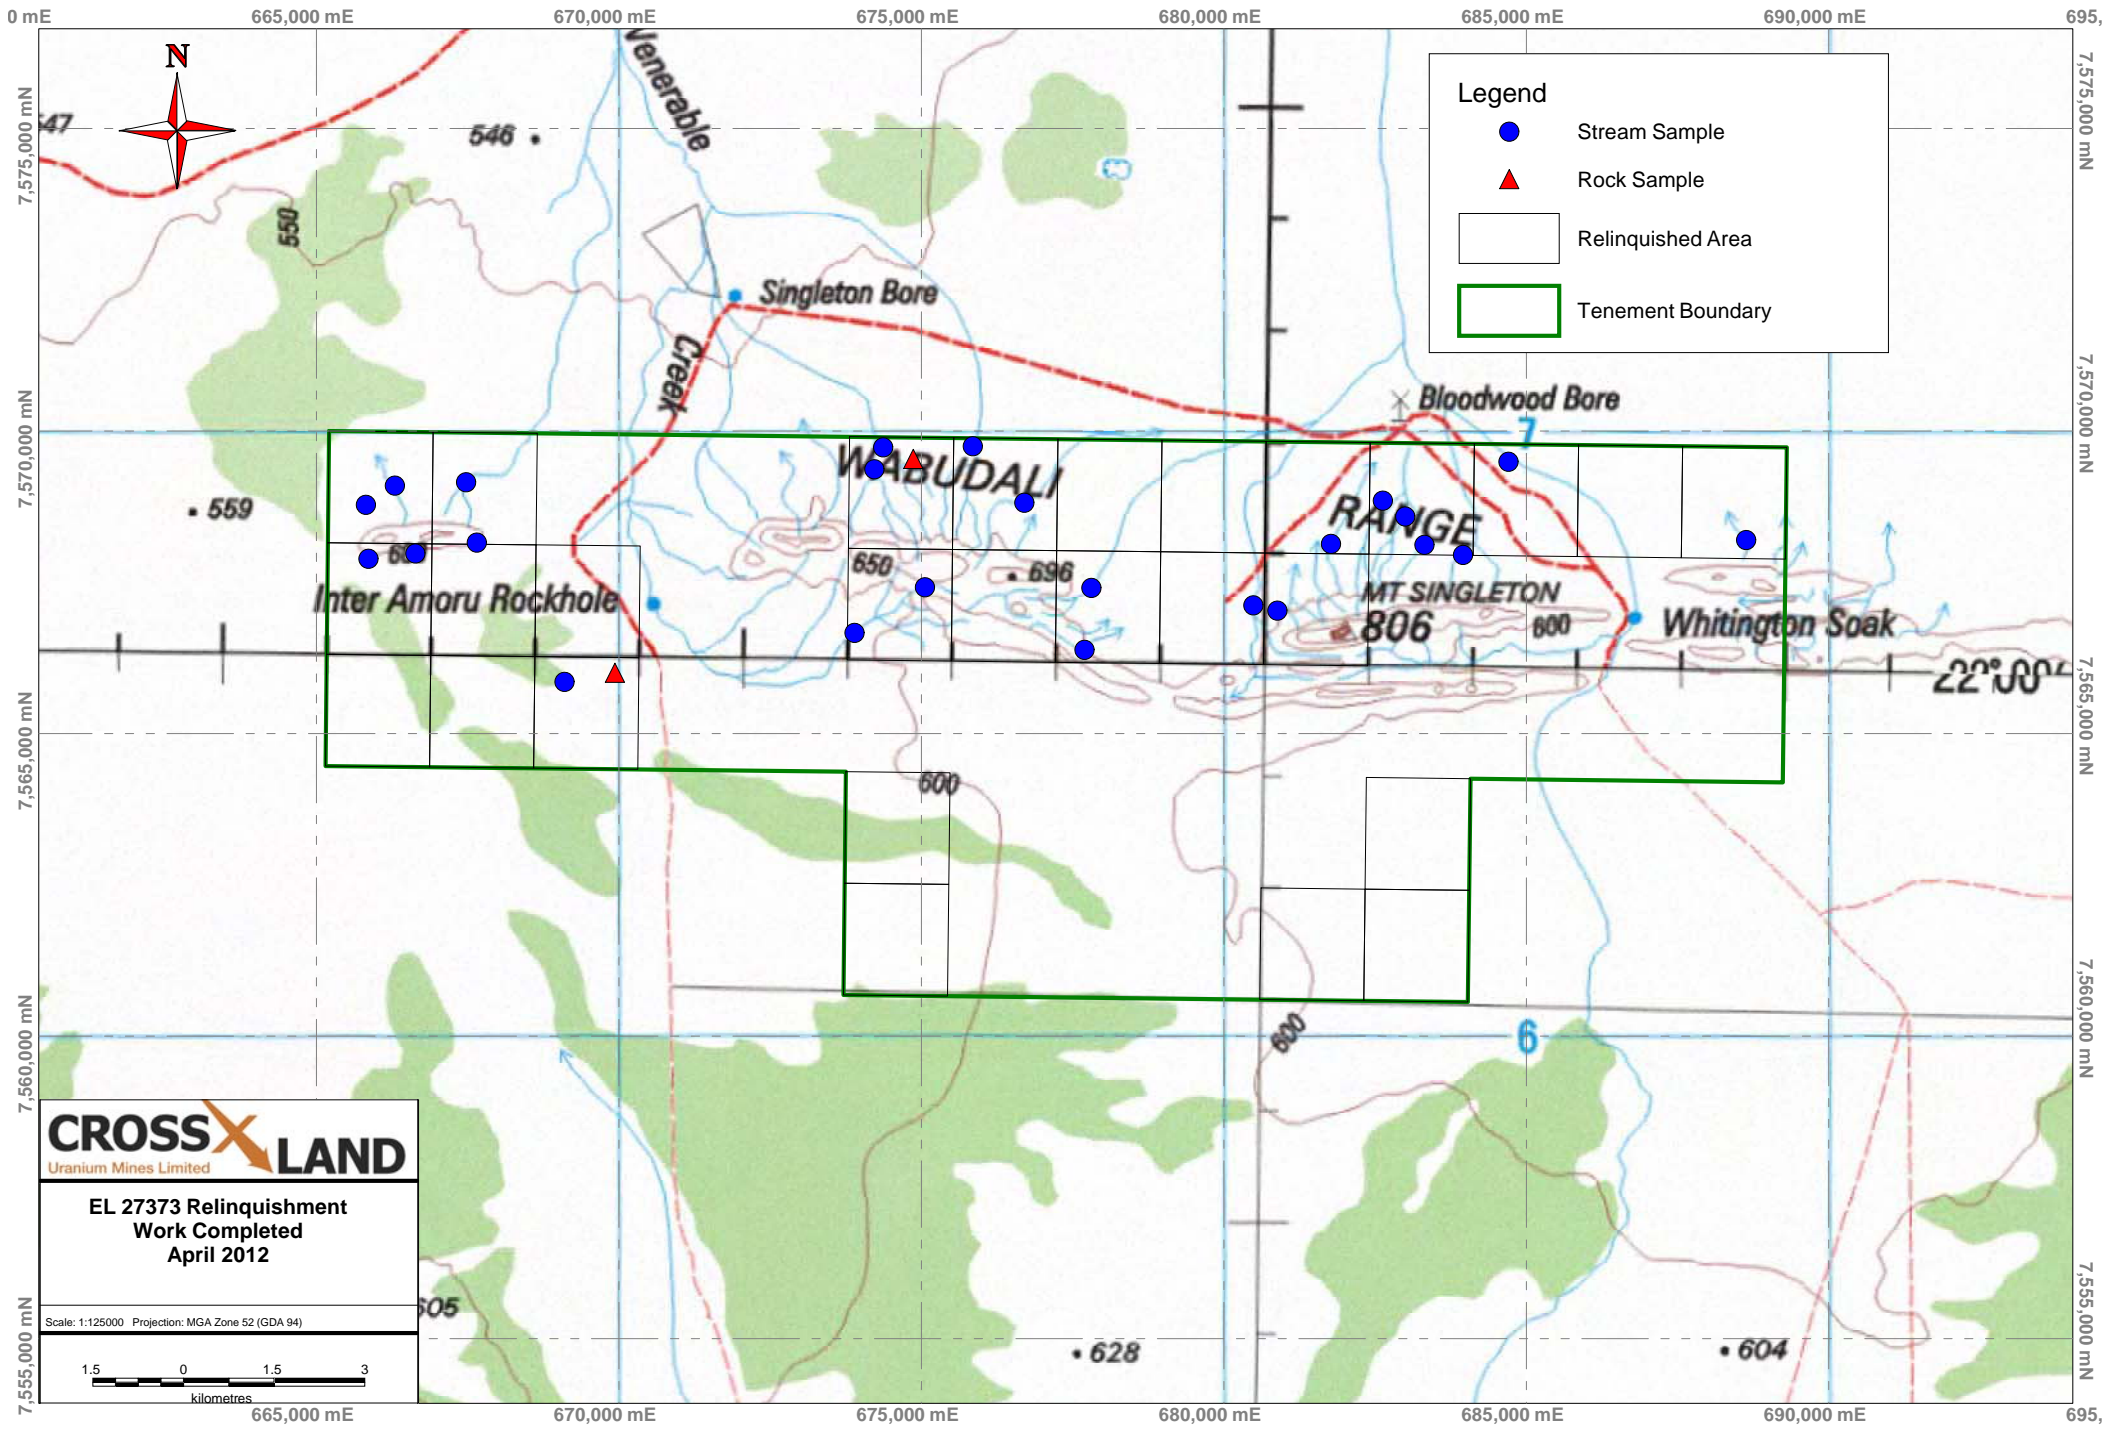 0 mE 665,000 mE 670,000 mE 675,000 mE 680,000 mE 685,000 mE 690,000 mE 695,
7,575,000 mN
7,570,000 mN
7,565,000 mN
7,560,000 mN
7,555,000 mN
N
547
546
Venerable
550
Singleton Bore
Creek
Legend
Stream Sample
Rock Sample
Relinquished Area
Tenement Boundary
Bloodwood Bore
7
WABUDALI
RANGE
559
650
696
Inter Amoru Rockhole
MT SINGLETON
806
600
Whitington Soak
22°00'
600
6
600
605
628
604
CROSS X LAND
Uranium Mines Limited
EL 27373 Relinquishment
Work Completed
April 2012
Scale: 1:125000 Projection: MGA Zone 52 (GDA 94)
1.5 0 1.5 3
kilometres
7,575,000 mN
7,570,000 mN
7,565,000 mN
7,560,000 mN
7,555,000 mN
665,000 mE 670,000 mE 675,000 mE 680,000 mE 685,000 mE 690,000 mE 695,